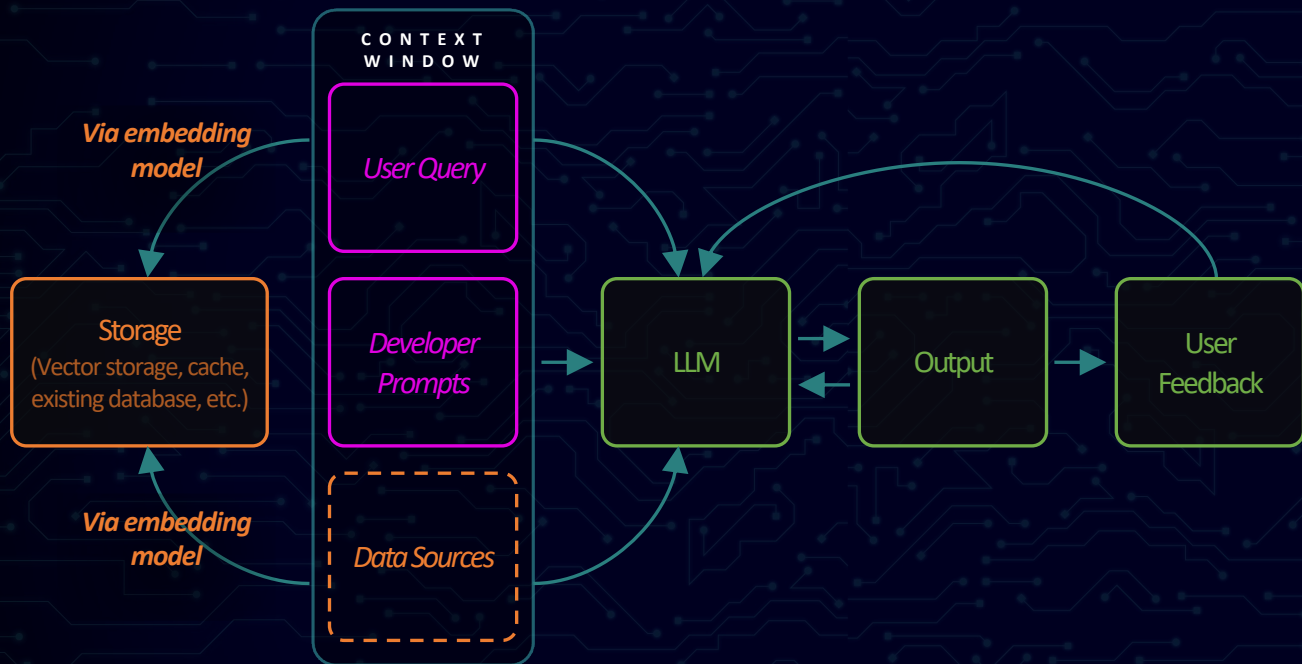 CONTEXT
WINDOW
Via embedding
model
User Query
Storage
(Vector storage, cache,
existing database, etc.)
Developer
Prompts
LLM
Output
User
Feedback
Via embedding
model
Data Sources